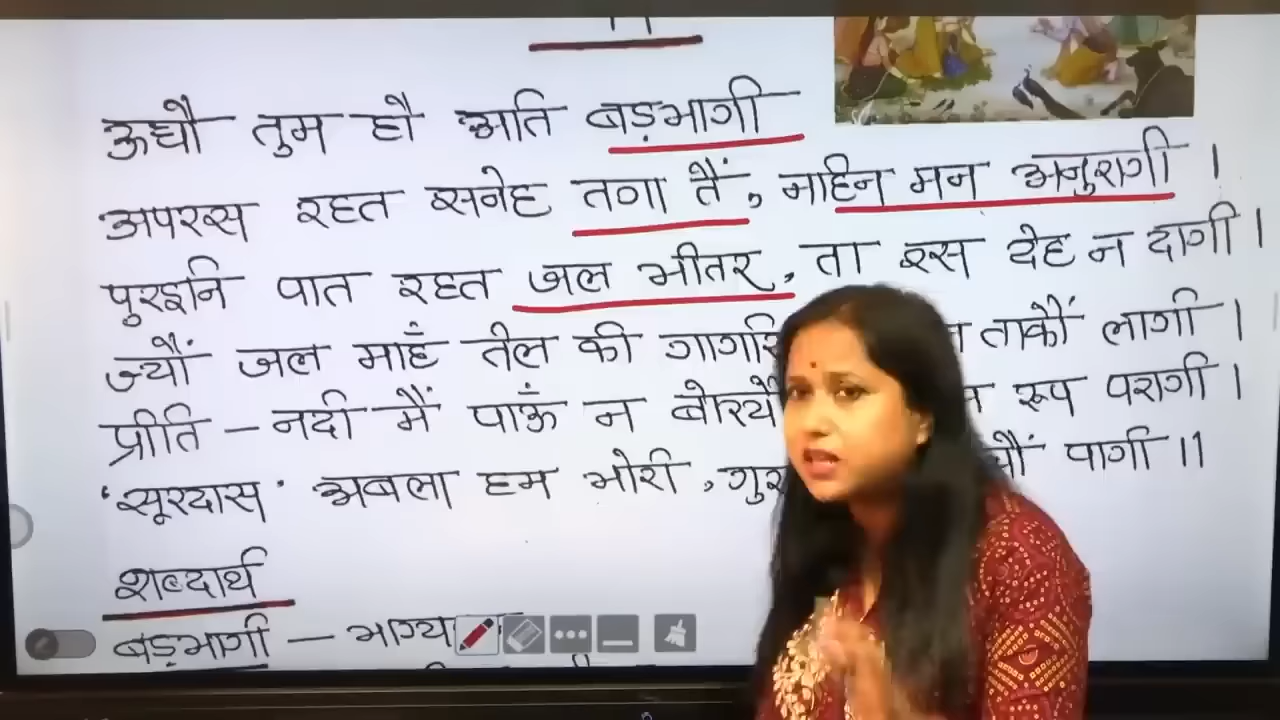 ऊधौ तुम हौ अति बड़भागी
अपरस रहत सनेह तगा तैं, नाहिन मन अनुरागी ।
पुरइनि पात रहत जल भीतर, ता रस देह न दागी ।
ज्यौं जल माहँ तेल की गागरि ताकौं लागी ।
प्रीति – नदी मैं पाऊँ न बोरयौ रूप परागी ।
'सूरदास' अबला हम भोरी, पागी ।।
शब्दार्थ
बड़भागी – भाग्य